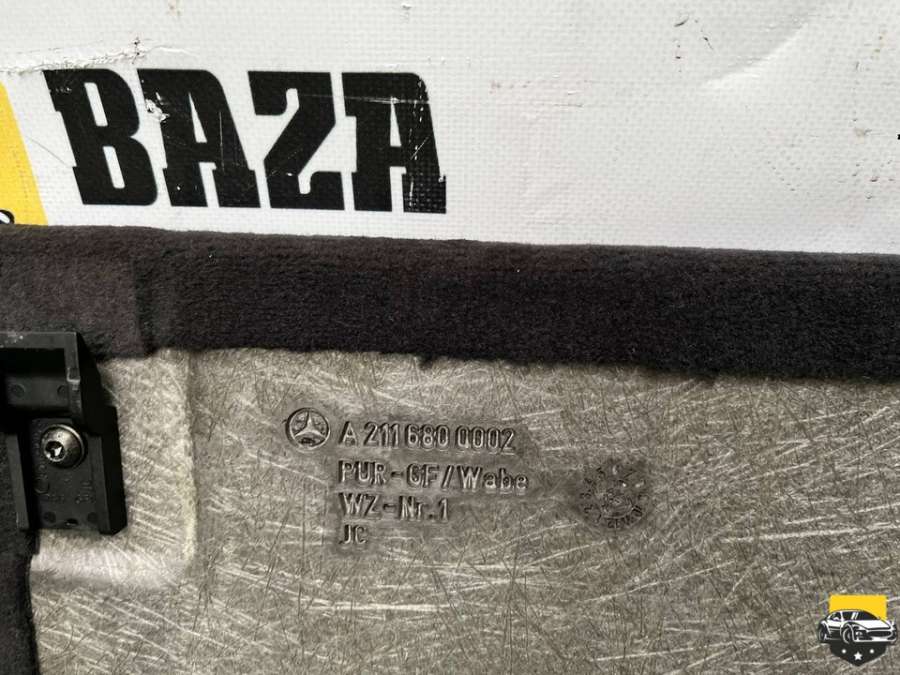 BAZA
A 211 680 0002
PUR-GF/Wabe
WZ-Nr.1
JC